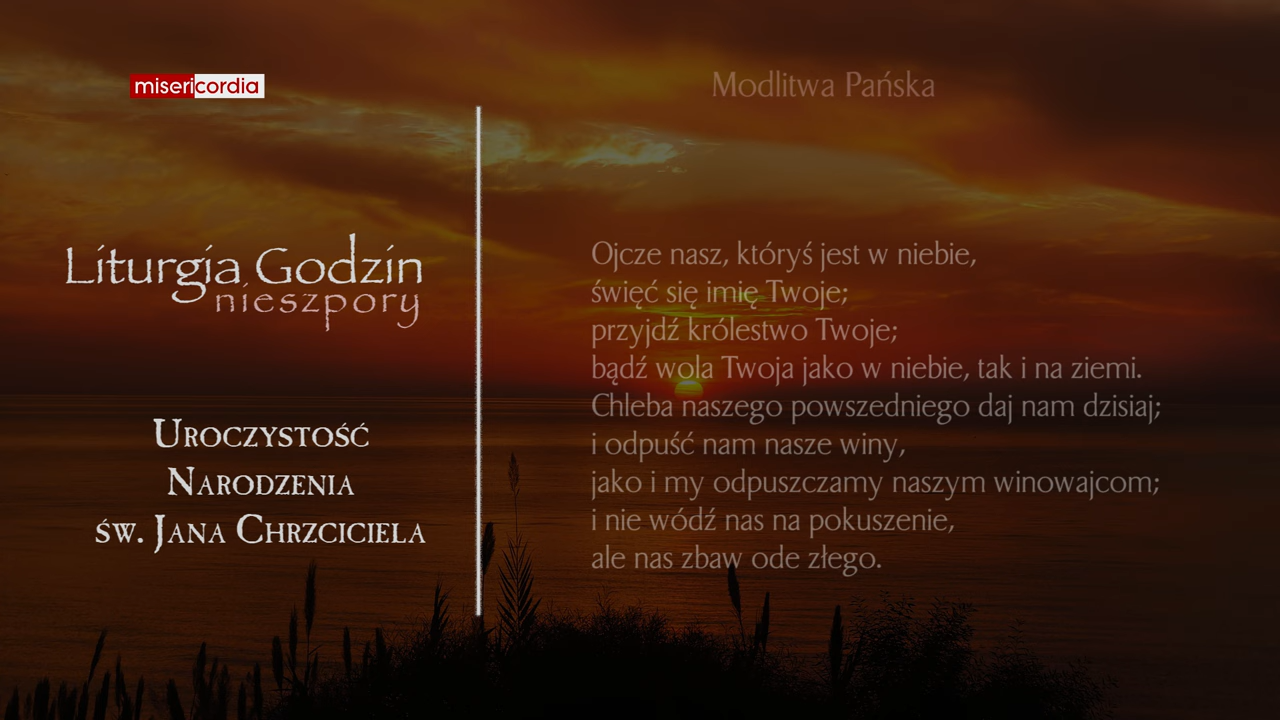 misericordia
Liturgia Godzin
nieszpory
Uroczystość
Narodzenia
św. Jana Chrzciciela
Modlitwa Pańska
Ojcze nasz, któryś jest w niebie,
święć się imię Twoje;
przyjdź królestwo Twoje;
bądź wola Twoja jako w niebie, tak i na ziemi.
Chleba naszego powszedniego daj nam dzisiaj;
i odpuść nam nasze winy,
jako i my odpuszczamy naszym winowajcom;
i nie wódź nas na pokuszenie,
ale nas zbaw ode złego.